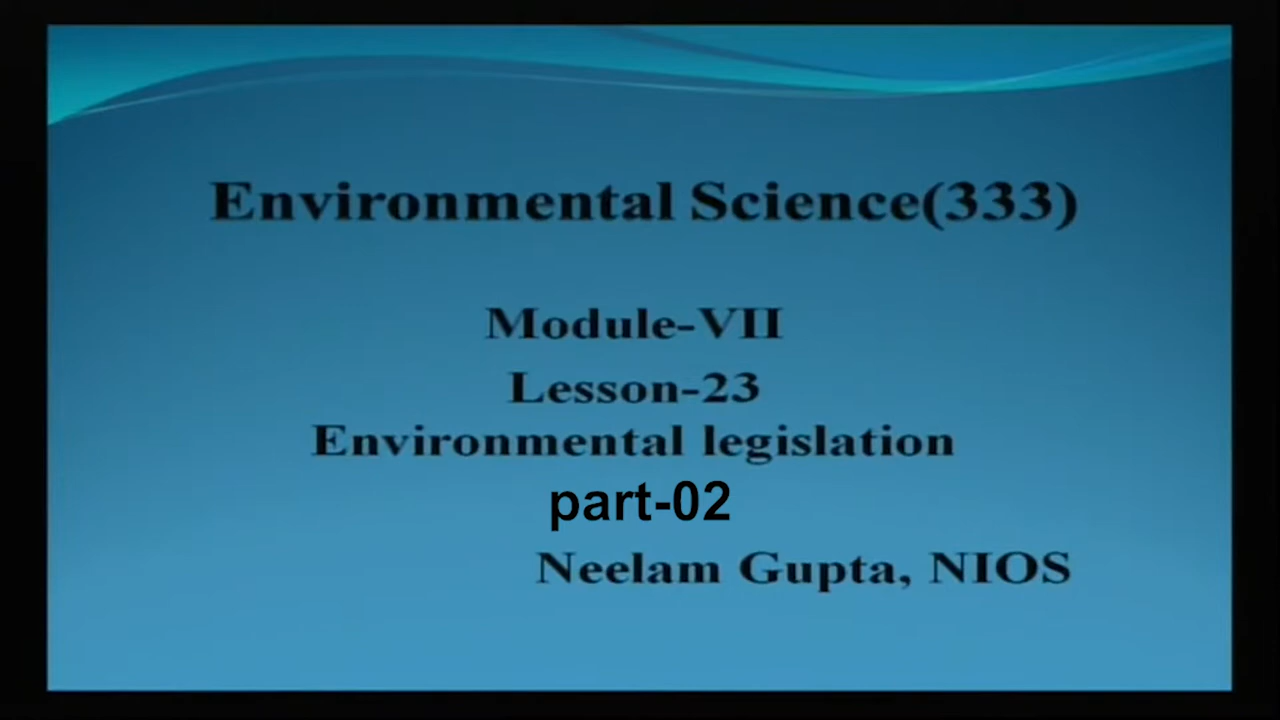 Environmental Science(333)
Module-VII
Lesson-23
Environmental legislation
part-02
Neelam Gupta, NIOS